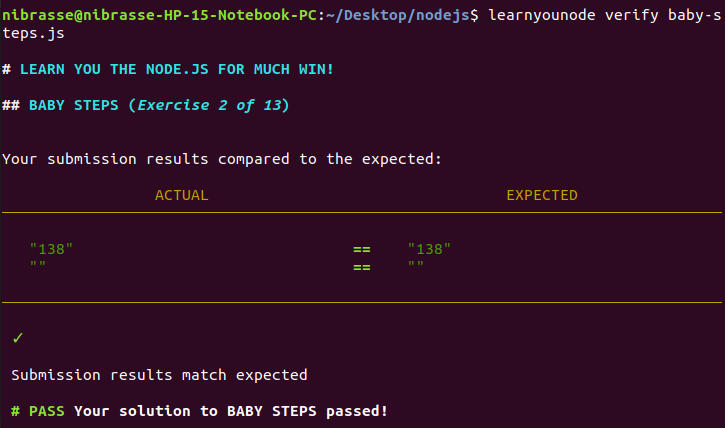 nibrasse@nibrasse-HP-15-Notebook-PC:~/Desktop/nodejs$ learnyounode verify baby-s
teps.js
# LEARN YOU THE NODE.JS FOR MUCH WIN!
## BABY STEPS (Exercise 2 of 13)
Your submission results compared to the expected:
ACTUAL EXPECTED
"138" == "138"
"" == ""
✓
Submission results match expected
# PASS Your solution to BABY STEPS passed!